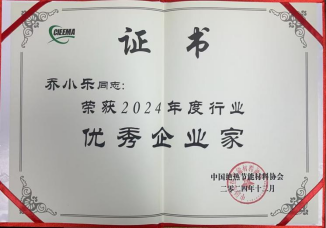 CIEEMA
证书
乔小乐同志：
荣获2024年度行业
优秀企业家
中国绝热节能材料协会
二〇二四年十二月